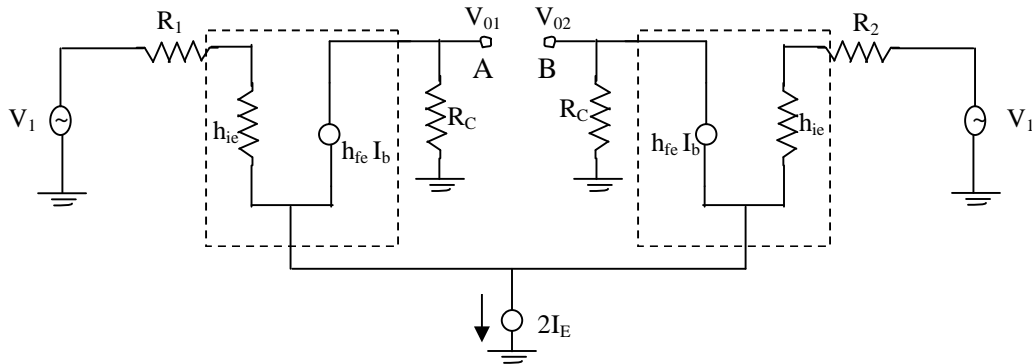 R1 V01 V02 R2
A B
V1 hie hfe Ib RC RC hfe Ib hie V1
2IE